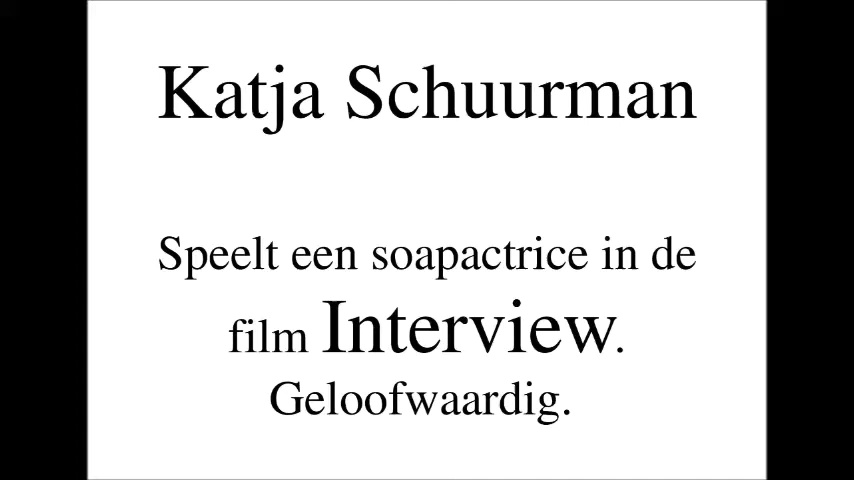 Katja Schuurman
Speelt een soapactrice in de
film Interview.
Geloofwaardig.